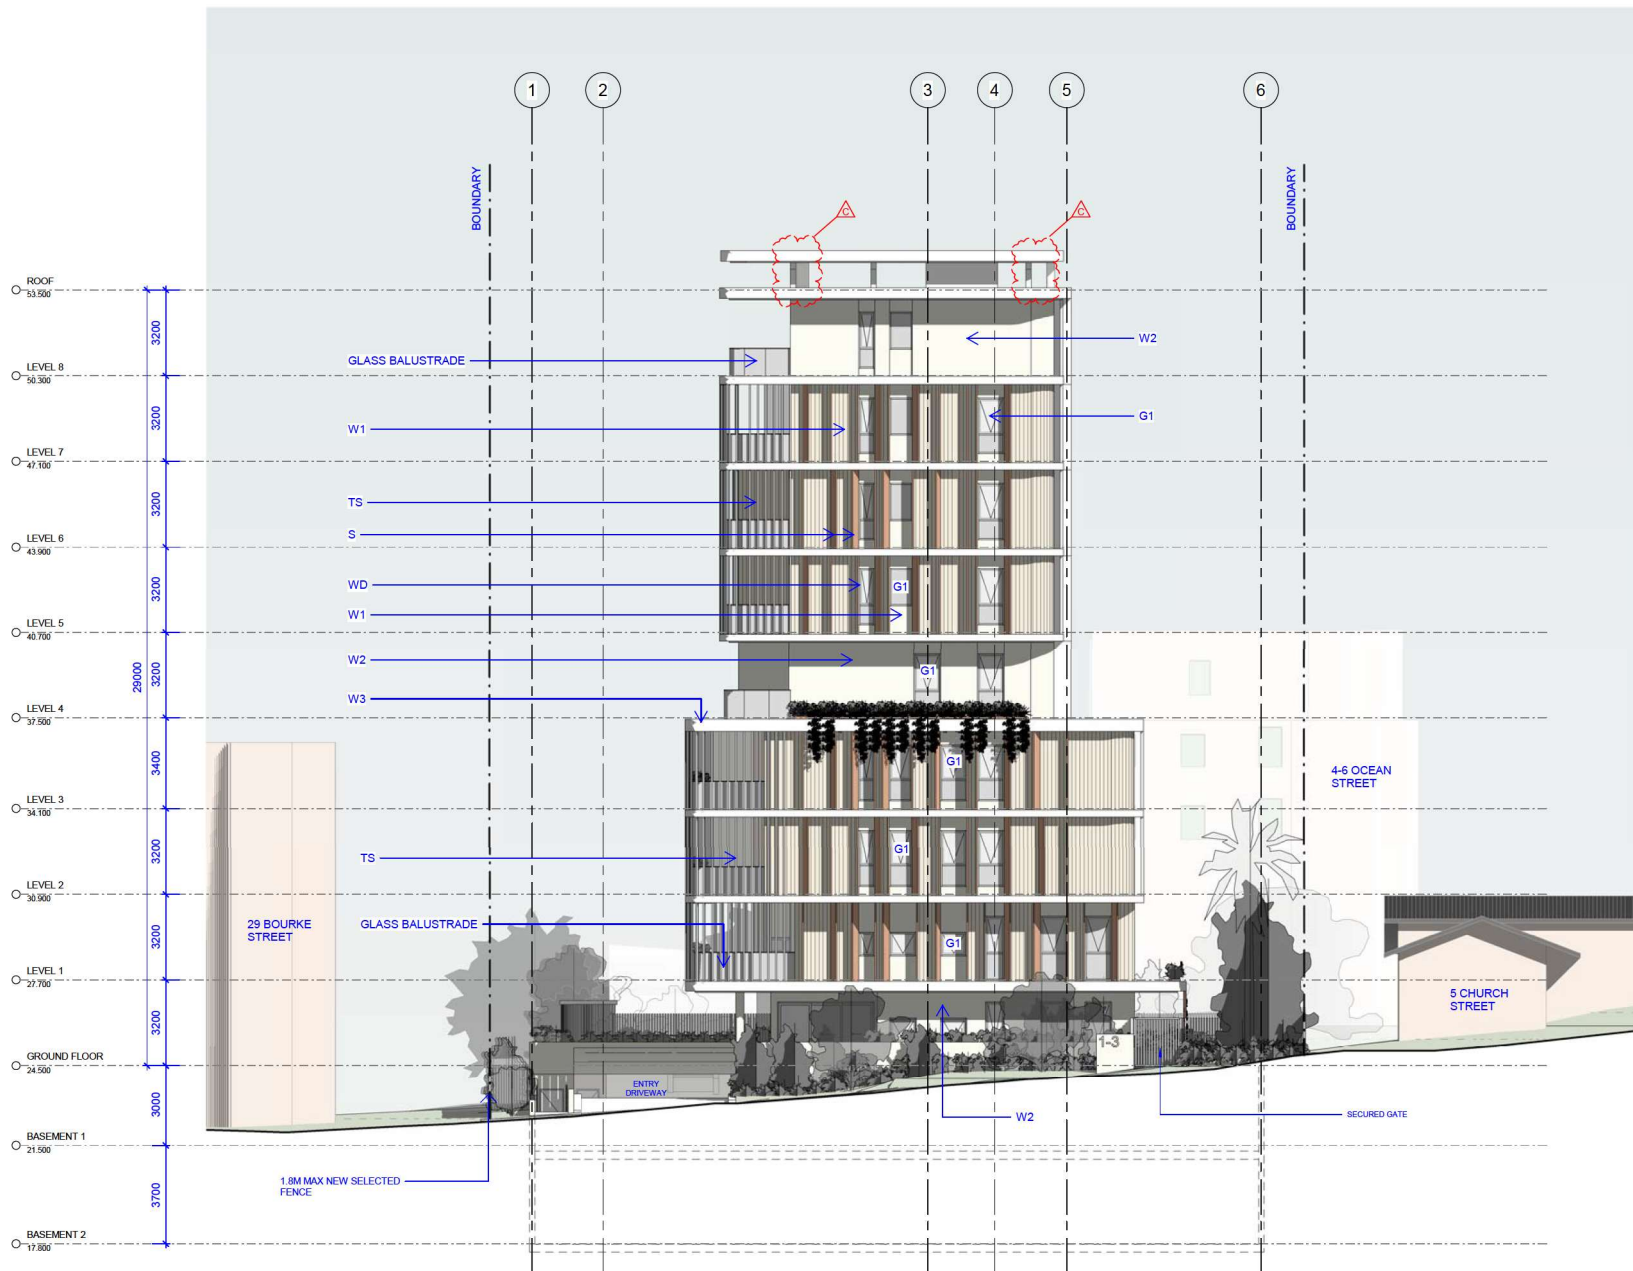 1
2
3
4
5
6
BOUNDARY
BOUNDARY
C
C
ROOF
53.500
3200
W2
GLASS BALUSTRADE
LEVEL 8
50.300
3200
G1
W1
LEVEL 7
47.100
3200
TS
S
LEVEL 6
43.900
3200
WD
G1
W1
LEVEL 5
40.700
29000
3200
W2
G1
W3
LEVEL 4
37.500
3400
G1
4-6 OCEAN
STREET
LEVEL 3
34.100
3200
G1
TS
LEVEL 2
30.900
3200
29 BOURKE
STREET
GLASS BALUSTRADE
G1
LEVEL 1
27.700
5 CHURCH
STREET
3200
1-3
GROUND FLOOR
24.500
3000
ENTRY
DRIVEWAY
W2
SECURED GATE
BASEMENT 1
21.500
1.8M MAX NEW SELECTED
FENCE
3700
BASEMENT 2
17.800